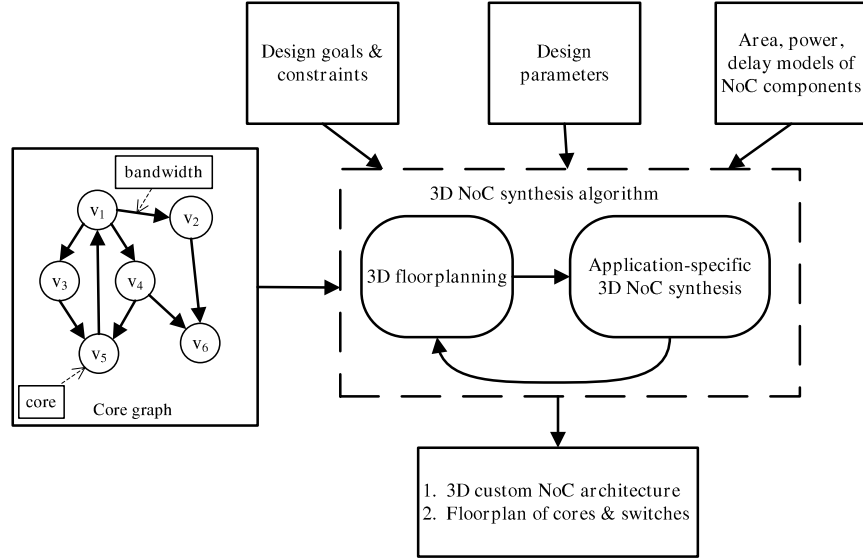 Design goals &
constraints
Design
parameters
Area, power,
delay models of
NoC components
bandwidth
v1
v2
v3
v4
v5
v6
core
Core graph
3D NoC synthesis algorithm
3D floorplanning
Application-specific
3D NoC synthesis
1. 3D custom NoC architecture
2. Floorplan of cores & switches